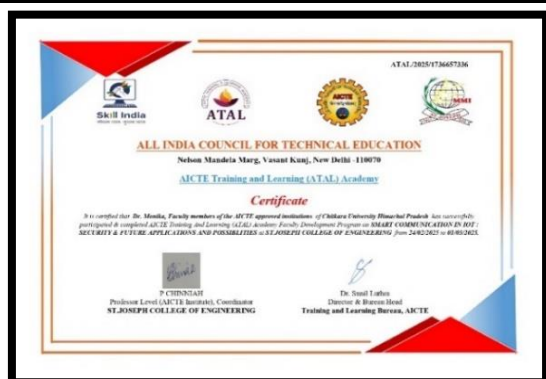 ATAL/2025/1736657336
Skill India
ATAL
AICTE
MMI
ALL INDIA COUNCIL FOR TECHNICAL EDUCATION
Nelson Mandela Marg, Vasant Kunj, New Delhi -110070
AICTE Training and Learning (ATAL) Academy
Certificate
It is certified that Dr. Monika, Faculty members of the AICTE approved institutions of Chitkara University Himachal Pradesh has successfully
participated & completed AICTE Training And Learning (ATAL) Academy Faculty Development Program on SMART COMMUNICATION IN IOT :
SECURITY & FUTURE APPLICATIONS AND POSSIBLITIES at ST.JOSEPH COLLEGE OF ENGINEERING from 24/02/2025 to 01/03/2025.
P CHINNIAH
Professor Level (AICTE Institute), Coordinator
ST.JOSEPH COLLEGE OF ENGINEERING
Dr. Sunil Luthra
Director & Bureau Head
Training and Learning Bureau, AICTE